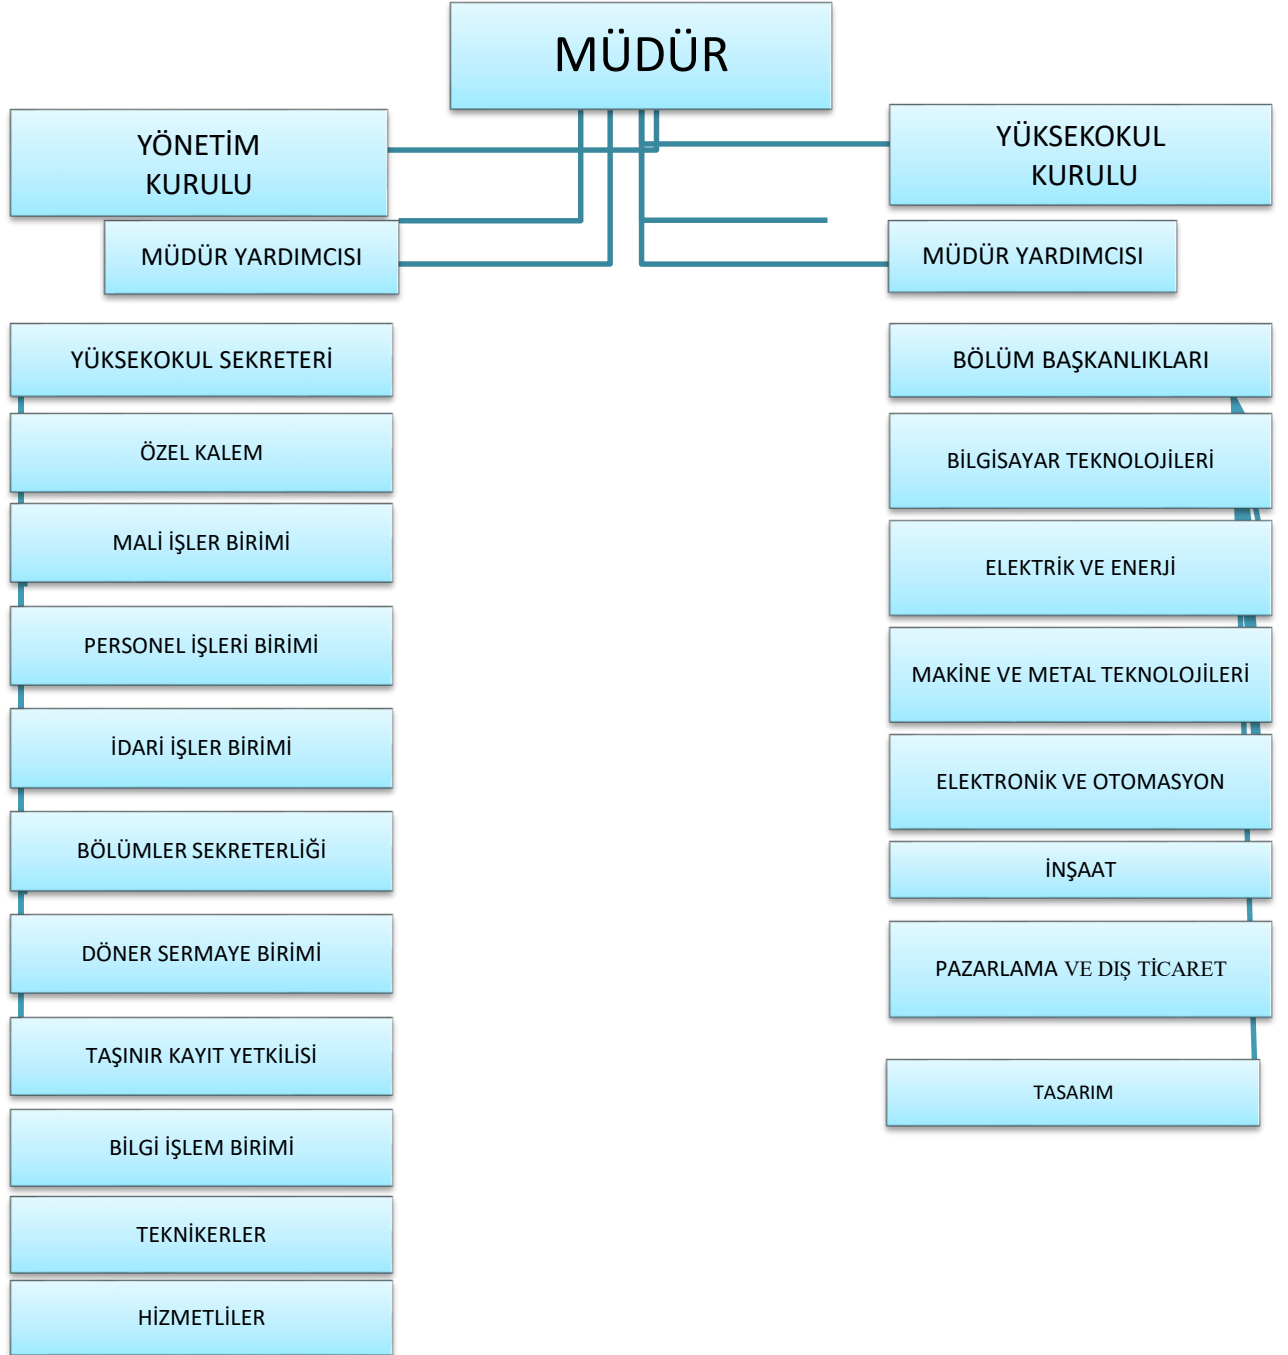 MÜDÜR
YÖNETİM
KURULU
YÜKSEKOKUL
KURULU
MÜDÜR YARDIMCISI
MÜDÜR YARDIMCISI
YÜKSEKOKUL SEKRETERİ
ÖZEL KALEM
MALİ İŞLER BİRİMİ
PERSONEL İŞLERİ BİRİMİ
İDARİ İŞLER BİRİMİ
BÖLÜMLER SEKRETERLİĞİ
DÖNER SERMAYE BİRİMİ
TAŞINIR KAYIT YETKİLİSİ
BİLGİ İŞLEM BİRİMİ
TEKNİKERLER
HİZMETLİLER
BÖLÜM BAŞKANLIKLARI
BİLGİSAYAR TEKNOLOJİLERİ
ELEKTRİK VE ENERJİ
MAKİNE VE METAL TEKNOLOJİLERİ
ELEKTRONİK VE OTOMASYON
İNŞAAT
PAZARLAMA VE DIŞ TİCARET
TASARIM